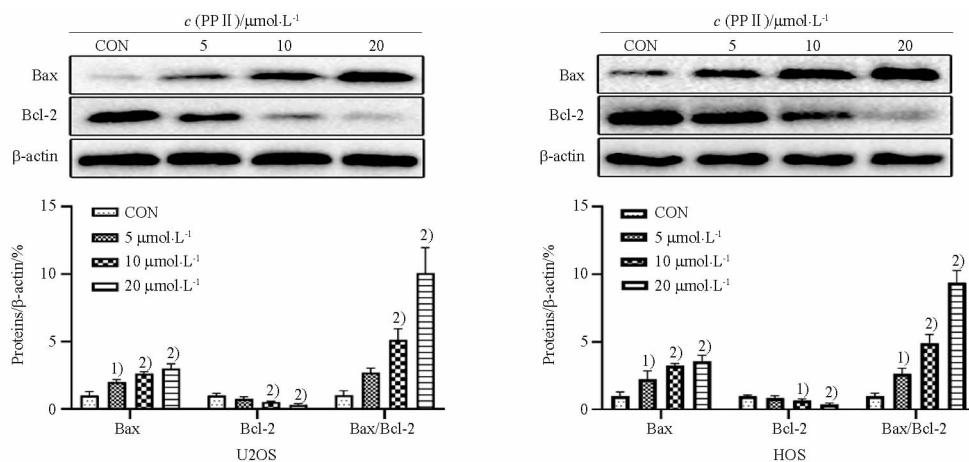 c (PP II)/μmol·L⁻¹
CON 5 10 20
Bax
Bcl-2
β-actin
15
10
5
0
Proteins/β-actin/%
CON
5 μmol·L⁻¹
10 μmol·L⁻¹
20 μmol·L⁻¹
1) 2) 2)
2) 2)
2) 2)
Bax Bcl-2 Bax/Bcl-2
U2OS
c (PP II)/μmol·L⁻¹
CON 5 10 20
Bax
Bcl-2
β-actin
15
10
5
0
Proteins/β-actin/%
CON
5 μmol·L⁻¹
10 μmol·L⁻¹
20 μmol·L⁻¹
1) 2) 2)
1) 2)
1) 2) 2)
Bax Bcl-2 Bax/Bcl-2
HOS